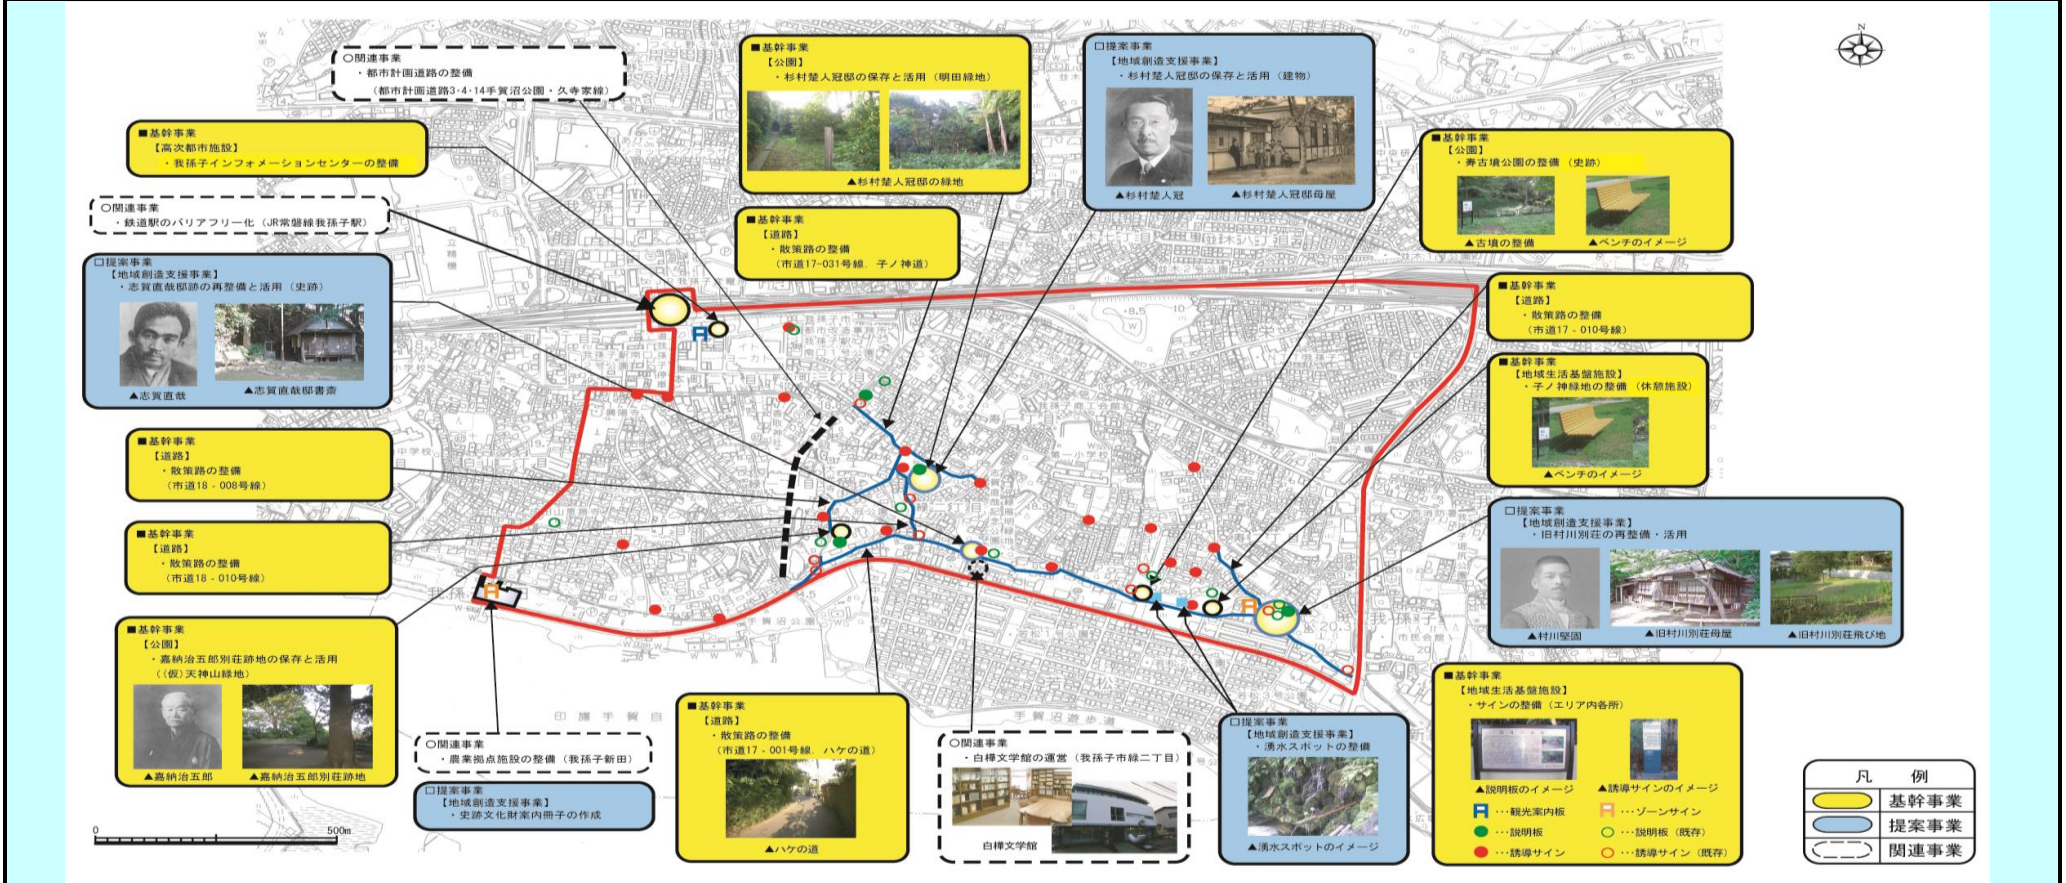 〇関連事業
・都市計画道路の整備
(都市計画道路3・4・14手賀沼公園・久寺家線)
■基幹事業
【高次都市施設】
・我孫子インフォメーションセンターの整備
〇関連事業
・鉄道駅のバリアフリー化（JR常磐線我孫子駅）
□提案事業
【地域創造支援事業】
・志賀直哉邸跡の再整備と活用（史跡）
▲志賀直哉
▲志賀直哉邸書斎
■基幹事業
【道路】
・散策路の整備
（市道18‐008号線）
■基幹事業
【道路】
・散策路の整備
（市道18‐010号線）
■基幹事業
【公園】
・嘉納治五郎別荘跡地の保存と活用
（(仮)天神山緑地）
▲嘉納治五郎
▲嘉納治五郎別荘跡地
■基幹事業
【公園】
・杉村楚人冠邸の保存と活用（明田緑地）
▲杉村楚人冠邸の緑地
■基幹事業
【道路】
・散策路の整備
（市道17-031号線．子ノ神道）
□提案事業
【地域創造支援事業】
・杉村楚人冠邸の保存と活用（建物）
▲杉村楚人冠
▲杉村楚人冠邸母屋
■基幹事業
【公園】
・寿古墳公園の整備（史跡）
▲古墳の整備
▲ベンチのイメージ
■基幹事業
【道路】
・散策路の整備
（市道17‐010号線）
■基幹事業
【地域生活基盤施設】
・子ノ神緑地の整備（休憩施設）
▲ベンチのイメージ
□提案事業
【地域創造支援事業】
・旧村川別荘の再整備・活用
▲村川堅固
▲旧村川別荘母屋
▲旧村川別荘飛び地
〇関連事業
・農業拠点施設の整備（我孫子新田）
□提案事業
【地域創造支援事業】
・史跡文化財案内冊子の作成
■基幹事業
【道路】
・散策路の整備
（市道17‐001号線．ハケの道）
▲ハケの道
〇関連事業
・白樺文学館の運営（我孫子市緑二丁目）
白樺文学館
□提案事業
【地域創造支援事業】
・湧水スポットの整備
▲湧水スポットのイメージ
■基幹事業
【地域生活基盤施設】
・サインの整備（エリア内各所）
▲説明板のイメージ
▲誘導サインのイメージ
･･･観光案内板
･･･ゾーンサイン
･･･説明板
･･･説明板（既存）
･･･誘導サイン
･･･誘導サイン（既存）
凡　例
基幹事業
提案事業
関連事業
N
0
500m
手賀沼公園
手賀沼遊歩道
印旛手賀自
日立精機
第一小学校
若松